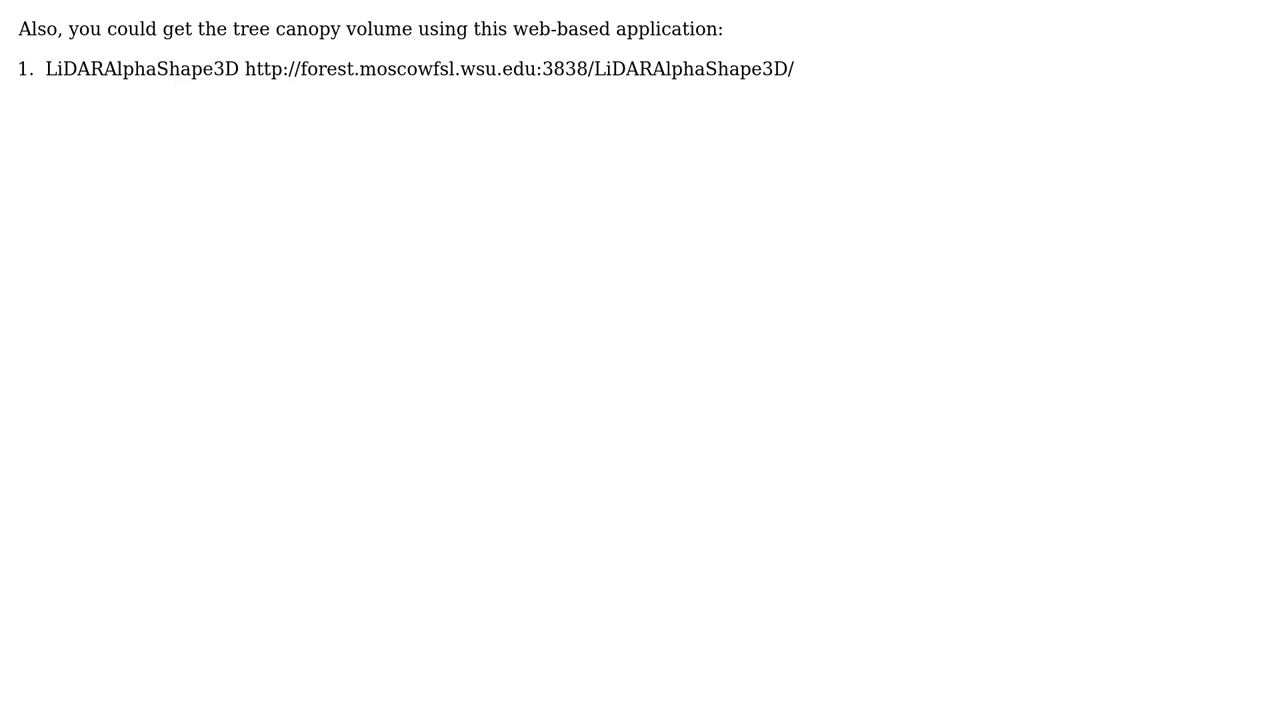 Also, you could get the tree canopy volume using this web-based application:
1. LiDARAlphaShape3D http://forest.moscowfsl.wsu.edu:3838/LiDARAlphaShape3D/